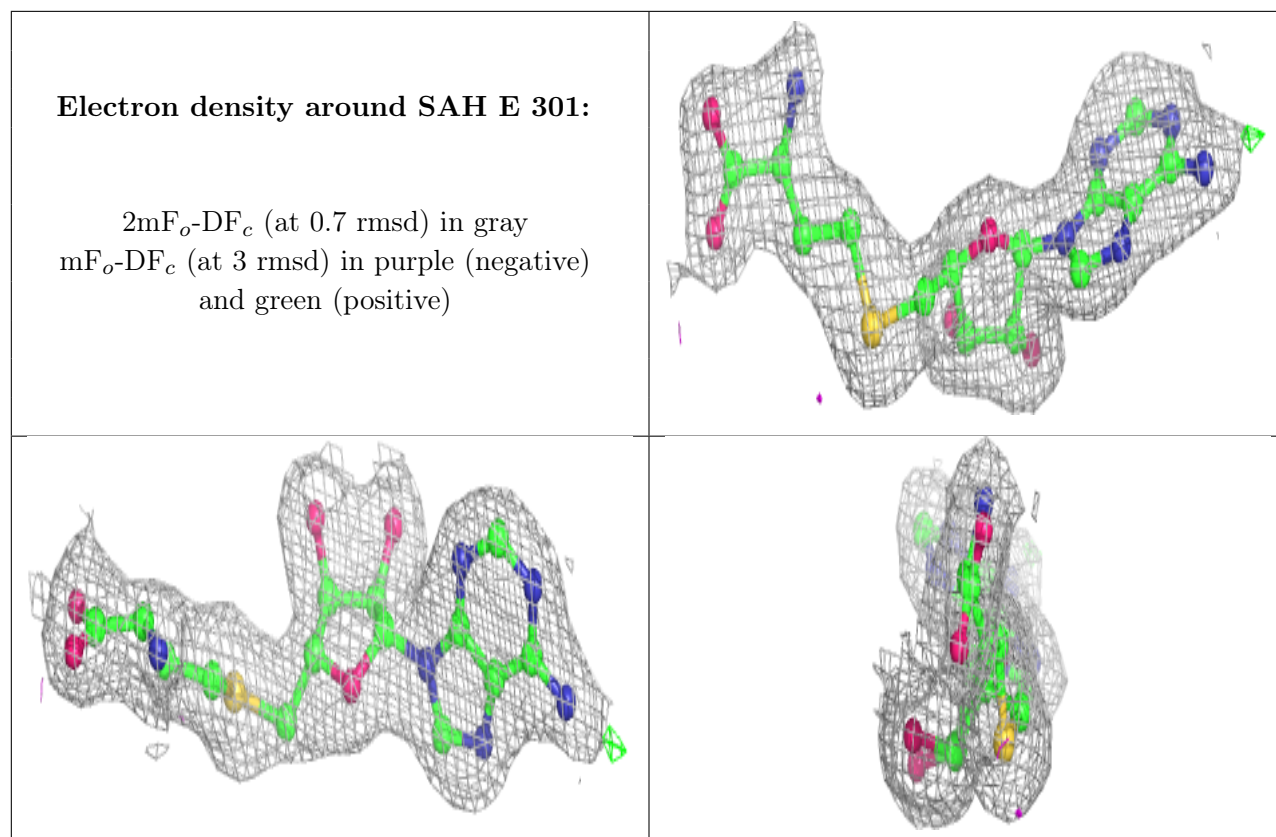 Electron density around SAH E 301:
2mFo-DFc (at 0.7 rmsd) in gray
mFo-DFc (at 3 rmsd) in purple (negative)
and green (positive)